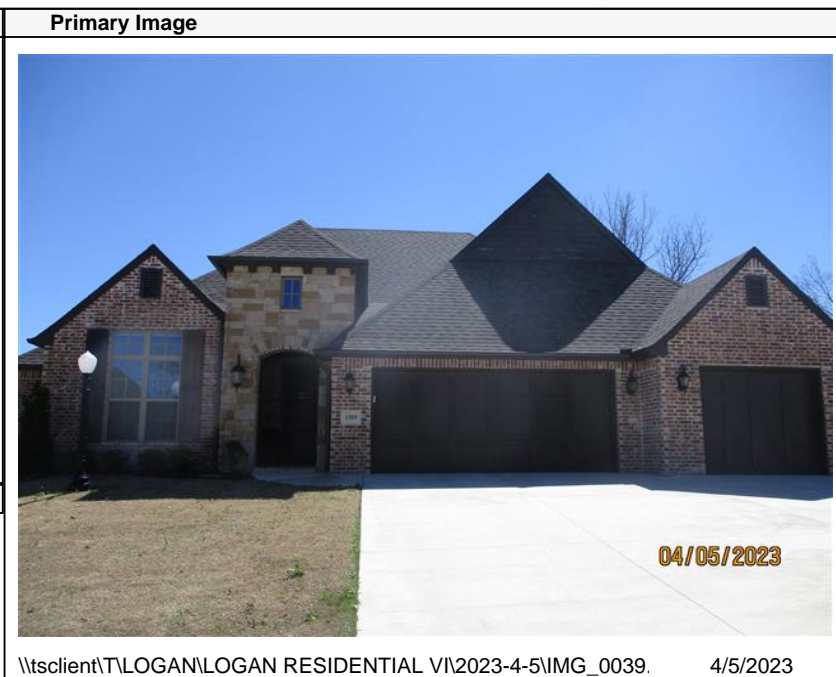 Primary Image
04/05/2023
\\tsclient\T\LOGAN\LOGAN RESIDENTIAL VI\2023-4-5\IMG_0039. 4/5/2023